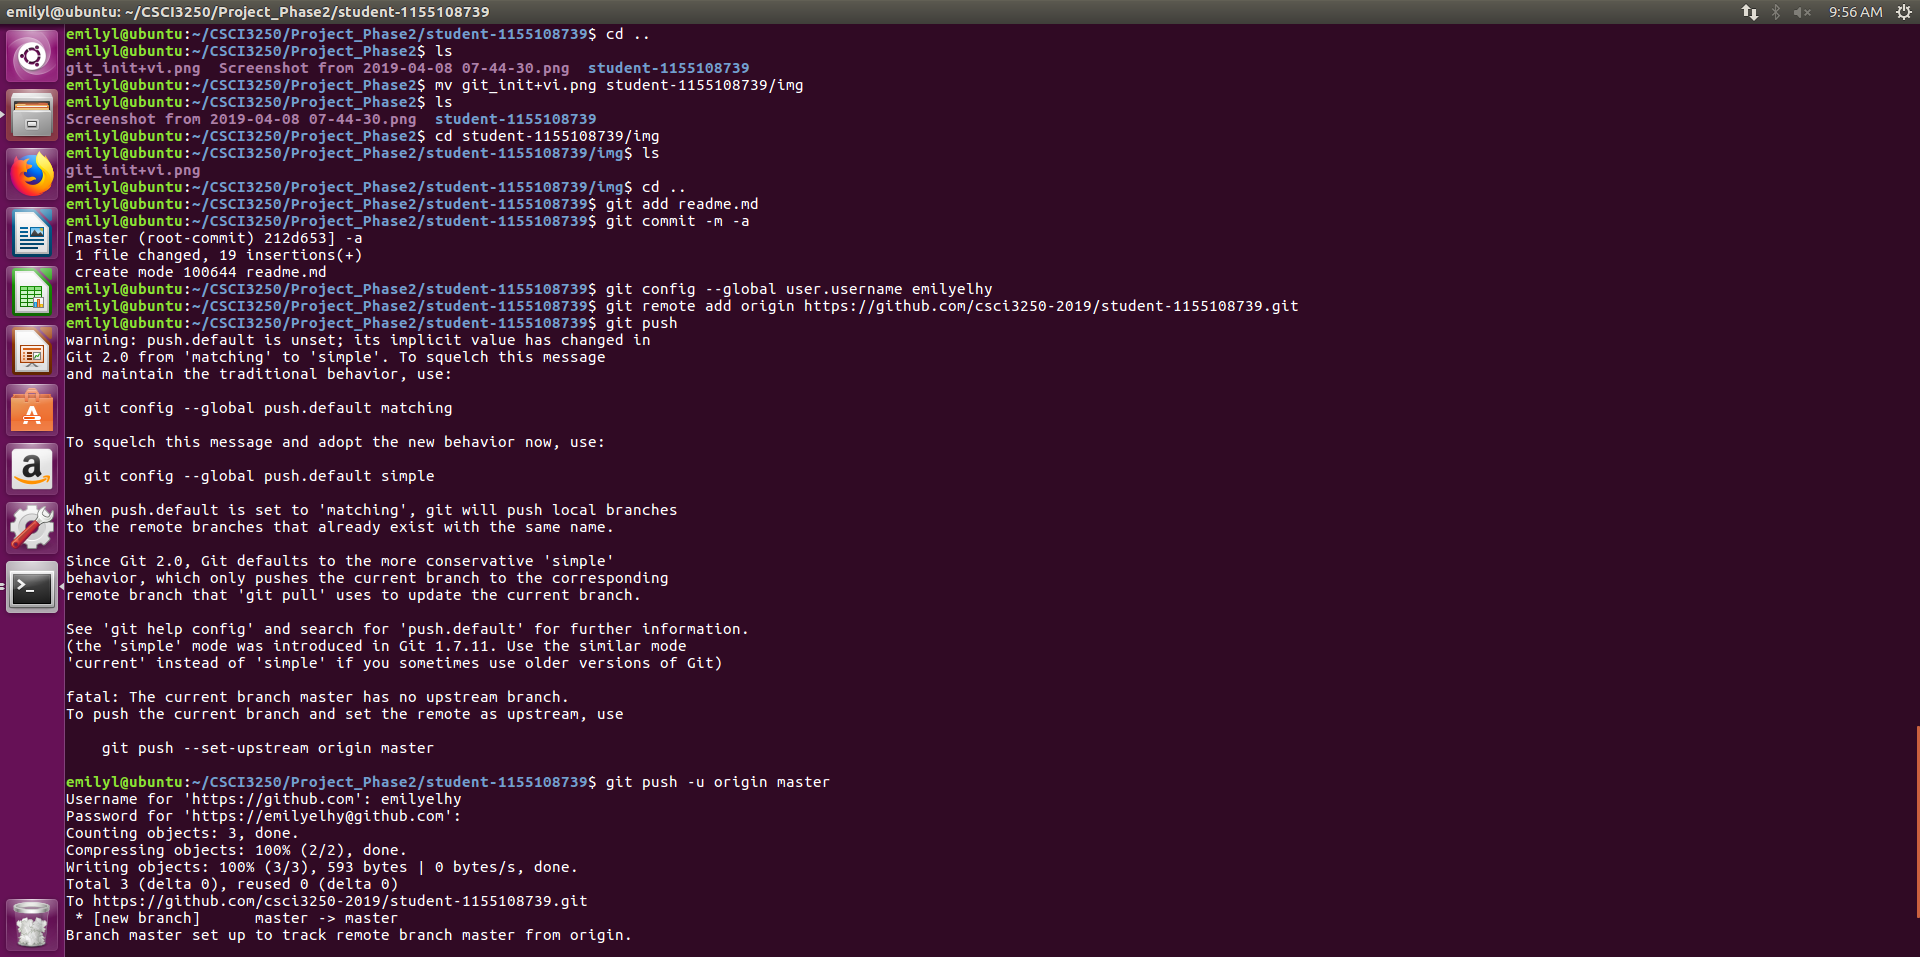 emilyl@ubuntu: ~/CSCI3250/Project_Phase2/student-1155108739
9:56 AM
emilyl@ubuntu:~/CSCI3250/Project_Phase2/student-1155108739$ cd ..
emilyl@ubuntu:~/CSCI3250/Project_Phase2$ ls
git_init+vi.png  Screenshot from 2019-04-08 07-44-30.png  student-1155108739
emilyl@ubuntu:~/CSCI3250/Project_Phase2$ mv git_init+vi.png student-1155108739/img
emilyl@ubuntu:~/CSCI3250/Project_Phase2$ ls
Screenshot from 2019-04-08 07-44-30.png  student-1155108739
emilyl@ubuntu:~/CSCI3250/Project_Phase2$ cd student-1155108739/img
emilyl@ubuntu:~/CSCI3250/Project_Phase2/student-1155108739/img$ ls
git_init+vi.png
emilyl@ubuntu:~/CSCI3250/Project_Phase2/student-1155108739/img$ cd ..
emilyl@ubuntu:~/CSCI3250/Project_Phase2/student-1155108739$ git add readme.md
emilyl@ubuntu:~/CSCI3250/Project_Phase2/student-1155108739$ git commit -m -a
[master (root-commit) 212d653] -a
 1 file changed, 19 insertions(+)
 create mode 100644 readme.md
emilyl@ubuntu:~/CSCI3250/Project_Phase2/student-1155108739$ git config --global user.username emilyelhy
emilyl@ubuntu:~/CSCI3250/Project_Phase2/student-1155108739$ git remote add origin https://github.com/csci3250-2019/student-1155108739.git
emilyl@ubuntu:~/CSCI3250/Project_Phase2/student-1155108739$ git push
warning: push.default is unset; its implicit value has changed in
Git 2.0 from 'matching' to 'simple'. To squelch this message
and maintain the traditional behavior, use:
  git config --global push.default matching
To squelch this message and adopt the new behavior now, use:
  git config --global push.default simple
When push.default is set to 'matching', git will push local branches
to the remote branches that already exist with the same name.
Since Git 2.0, Git defaults to the more conservative 'simple'
behavior, which only pushes the current branch to the corresponding
remote branch that 'git pull' uses to update the current branch.
See 'git help config' and search for 'push.default' for further information.
(the 'simple' mode was introduced in Git 1.7.11. Use the similar mode
'current' instead of 'simple' if you sometimes use older versions of Git)
fatal: The current branch master has no upstream branch.
To push the current branch and set the remote as upstream, use
    git push --set-upstream origin master
emilyl@ubuntu:~/CSCI3250/Project_Phase2/student-1155108739$ git push -u origin master
Username for 'https://github.com': emilyelhy
Password for 'https://emilyelhy@github.com':
Counting objects: 3, done.
Compressing objects: 100% (2/2), done.
Writing objects: 100% (3/3), 593 bytes | 0 bytes/s, done.
Total 3 (delta 0), reused 0 (delta 0)
To https://github.com/csci3250-2019/student-1155108739.git
 * [new branch]      master -> master
Branch master set up to track remote branch master from origin.